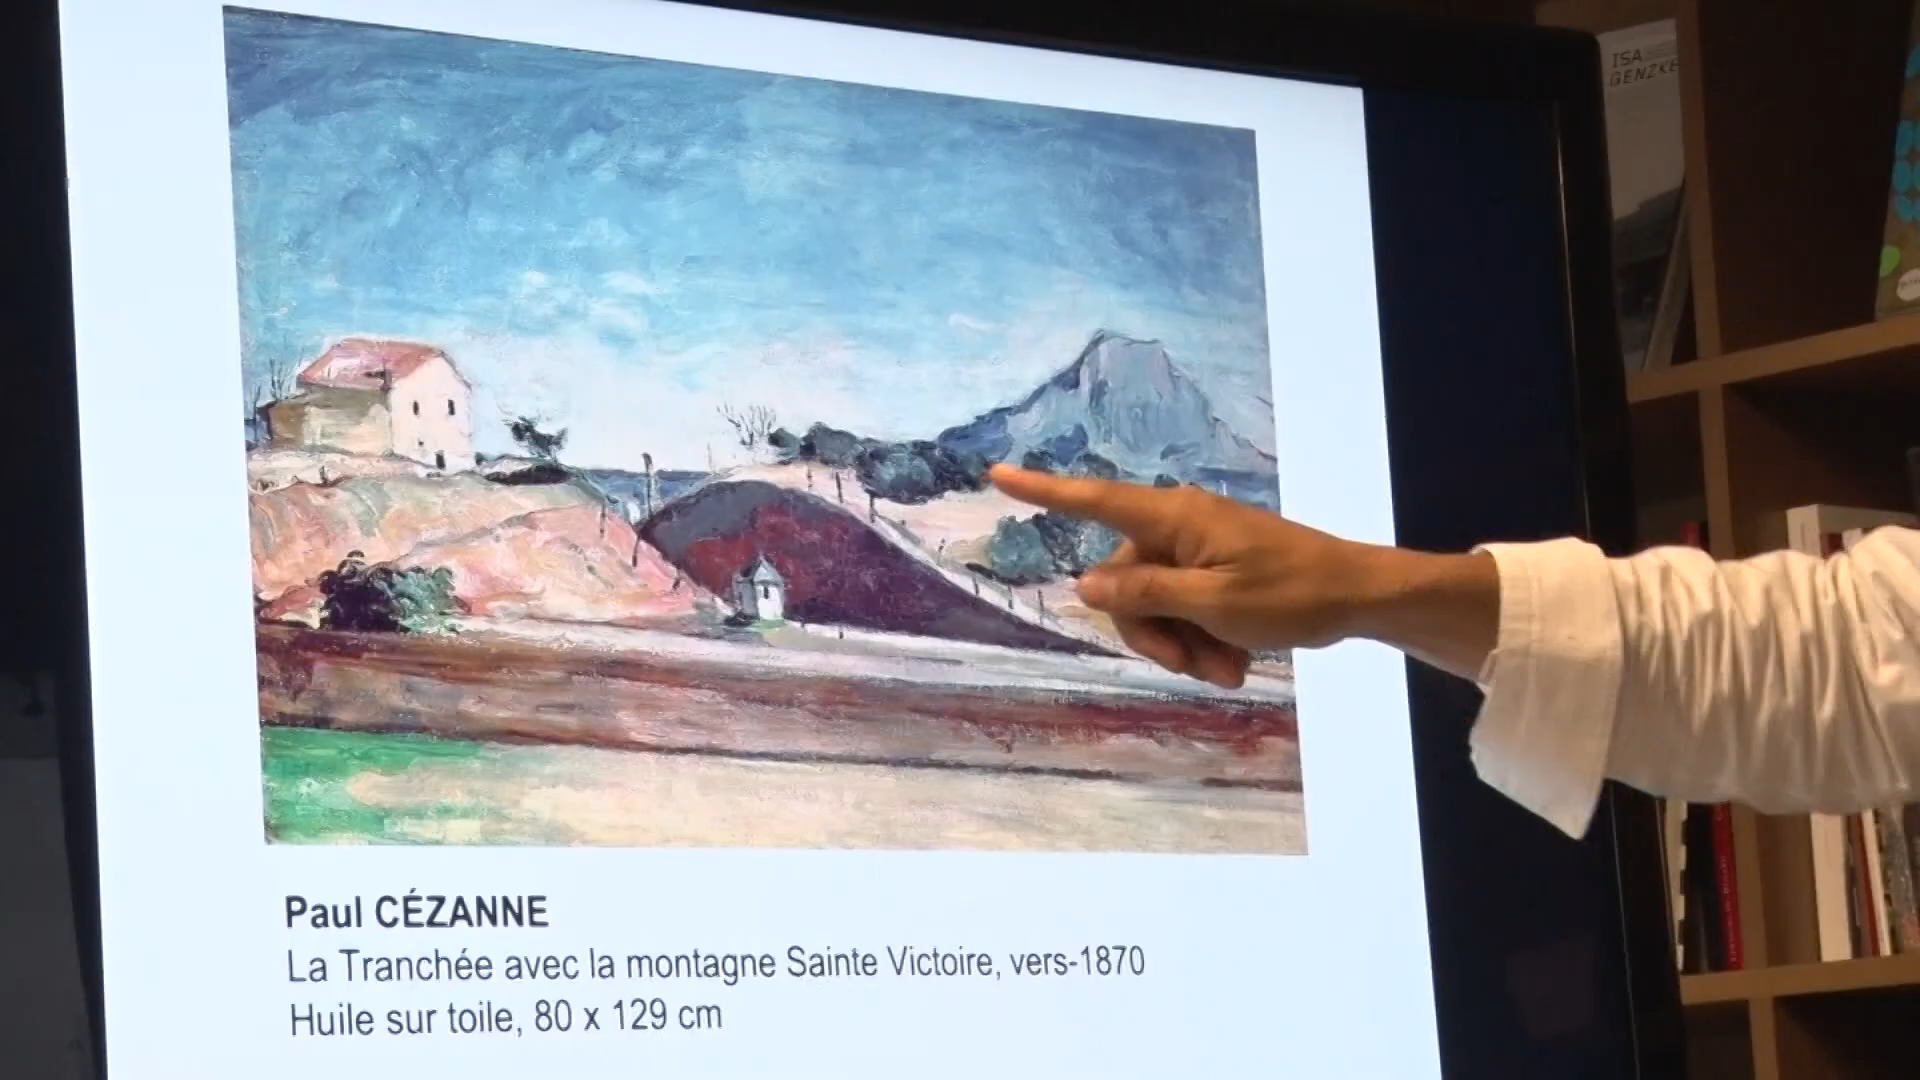 ISA
GENZKE
Paul CÉZANNE
La Tranchée avec la montagne Sainte Victoire, vers-1870
Huile sur toile, 80 x 129 cm